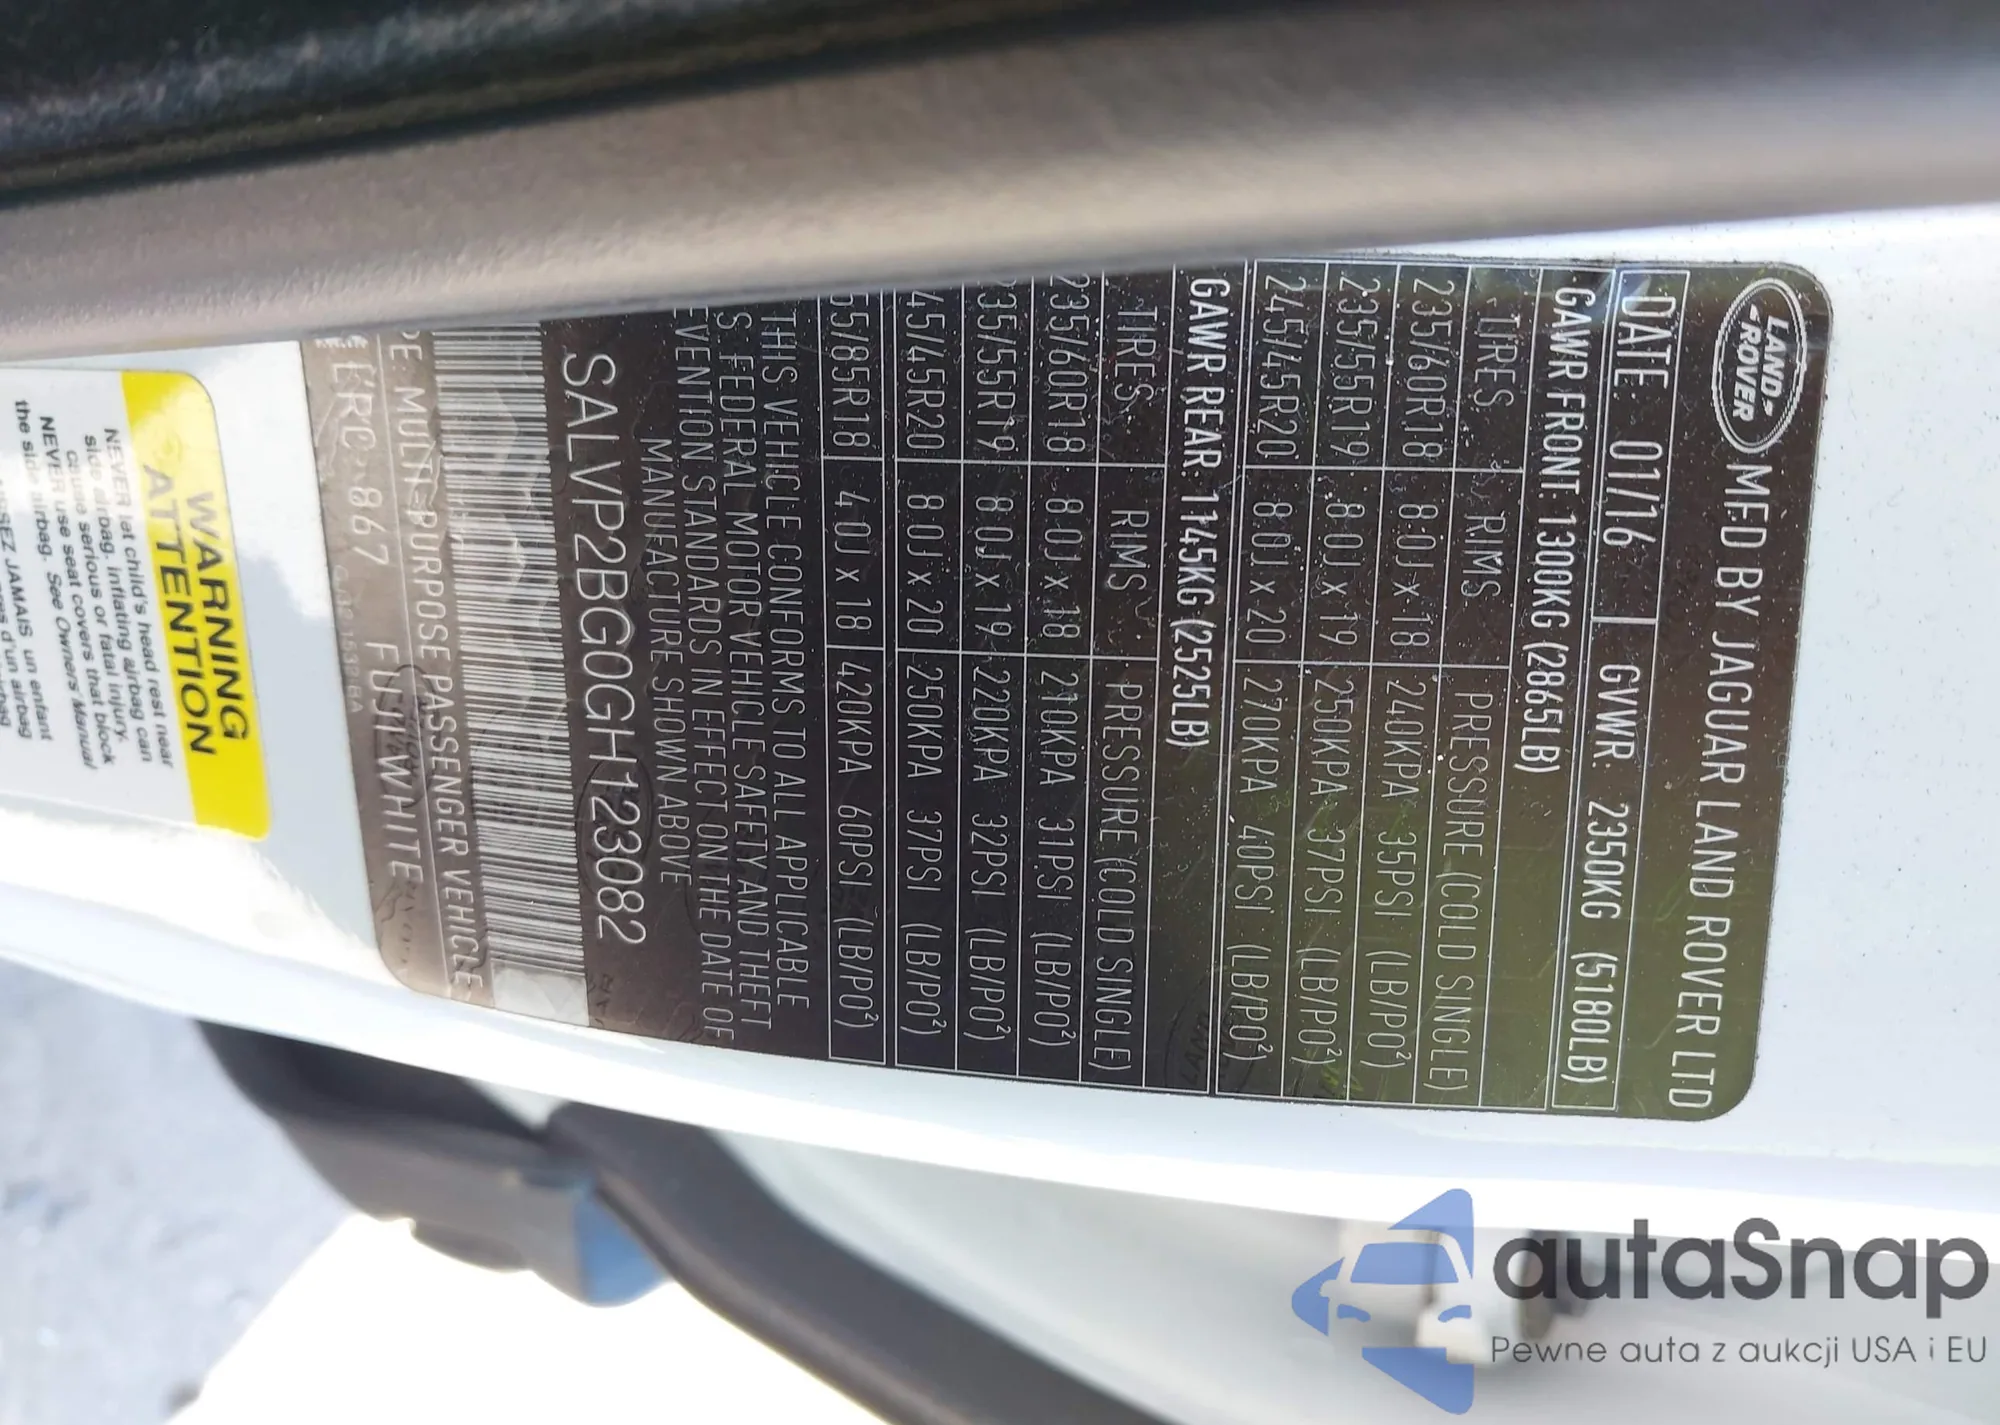 LAND-
-ROVER
MFD BY JAGUAR LAND ROVER LTD
DATE: 01/16 GVWR: 2350KG (5180LB)
GAWR FRONT: 1300KG (2865LB)
TIRES RIMS PRESSURE (COLD SINGLE)
235/60R18 8.0J x 18 240KPA 35PSI (LB/PO²)
235/55R19 8.0J x 19 250KPA 37PSI (LB/PO²)
245/45R20 8.0J x 20 270KPA 40PSI (LB/PO²)
GAWR REAR: 1145KG (2525LB)
TIRES RIMS PRESSURE (COLD SINGLE)
235/60R18 8.0J x 18 210KPA 31PSI (LB/PO²)
235/55R19 8.0J x 19 220KPA 32PSI (LB/PO²)
45/45R20 8.0J x 20 250KPA 37PSI (LB/PO²)
55/85R18 4.0J x 18 420KPA 60PSI (LB/PO²)
THIS VEHICLE CONFORMS TO ALL APPLICABLE
S. FEDERAL MOTOR VEHICLE SAFETY AND THEFT
EVENTION STANDARDS IN EFFECT ON THE DATE OF
MANUFACTURE SHOWN ABOVE
SALVP2BG0GH123082
PE: MULTI-PURPOSE PASSENGER VEHICLE
ERC 867 FUJI WHITE
WARNING
ATTENTION
NEVER let child's head rest near
side airbag. inflating airbag can
cause serious or fatal injury.
NEVER use seat covers that block
the side airbag. See Owners Manual
SSEZ JAMAIS un enfant
d'un airbag
autaSnap
Pewne auta z aukcji USA i EU